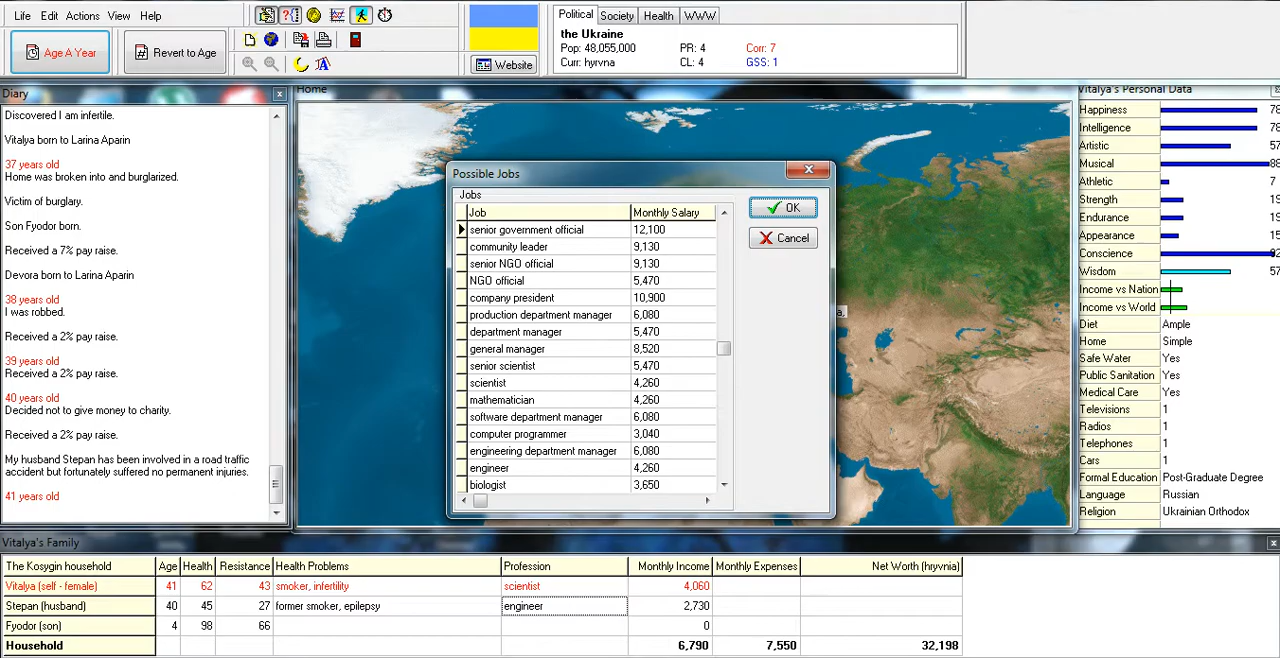 Life Edit Actions View Help
Age A Year
Revert to Age
Website
Political Society Health WWW
the Ukraine
Pop: 48,055,000 PR: 4 Corr: 7
Curr: hyrvna CL: 4 GSS: 1
Diary
Discovered I am infertile.
Vitalya born to Larina Aparin
37 years old
Home was broken into and burglarized.
Victim of burglary.
Son Fyodor born.
Received a 7% pay raise.
Devora born to Larina Aparin
38 years old
I was robbed.
Received a 2% pay raise.
39 years old
Received a 2% pay raise.
40 years old
Decided not to give money to charity.
Received a 2% pay raise.
My husband Stepan has been involved in a road traffic
accident but fortunately suffered no permanent injuries.
41 years old
Home
Possible Jobs
Jobs
Job Monthly Salary
senior government official 12,100
community leader 9,130
senior NGO official 9,130
NGO official 5,470
company president 10,900
production department manager 6,080
department manager 5,470
general manager 8,520
senior scientist 5,470
scientist 4,260
mathematician 4,260
software department manager 6,080
computer programmer 3,040
engineering department manager 6,080
engineer 4,260
biologist 3,650
OK
Cancel
Vitalya's Personal Data
Happiness 78
Intelligence 78
Artistic 57
Musical 88
Athletic 7
Strength 19
Endurance 19
Appearance 15
Conscience 92
Wisdom 57
Income vs Nation
Income vs World
Diet Ample
Home Simple
Safe Water Yes
Public Sanitation Yes
Medical Care Yes
Televisions 1
Radios 1
Telephones 1
Cars 1
Formal Education Post-Graduate Degree
Language Russian
Religion Ukrainian Orthodox
Vitalya's Family
The Kosygin household Age Health Resistance Health Problems Profession Monthly Income Monthly Expenses Net Worth (hryvnia)
Vitalya (self - female) 41 62 43 smoker, infertility scientist 4,060
Stepan (husband) 40 45 27 former smoker, epilepsy engineer 2,730
Fyodor (son) 4 98 66 0
Household 6,790 7,550 32,198